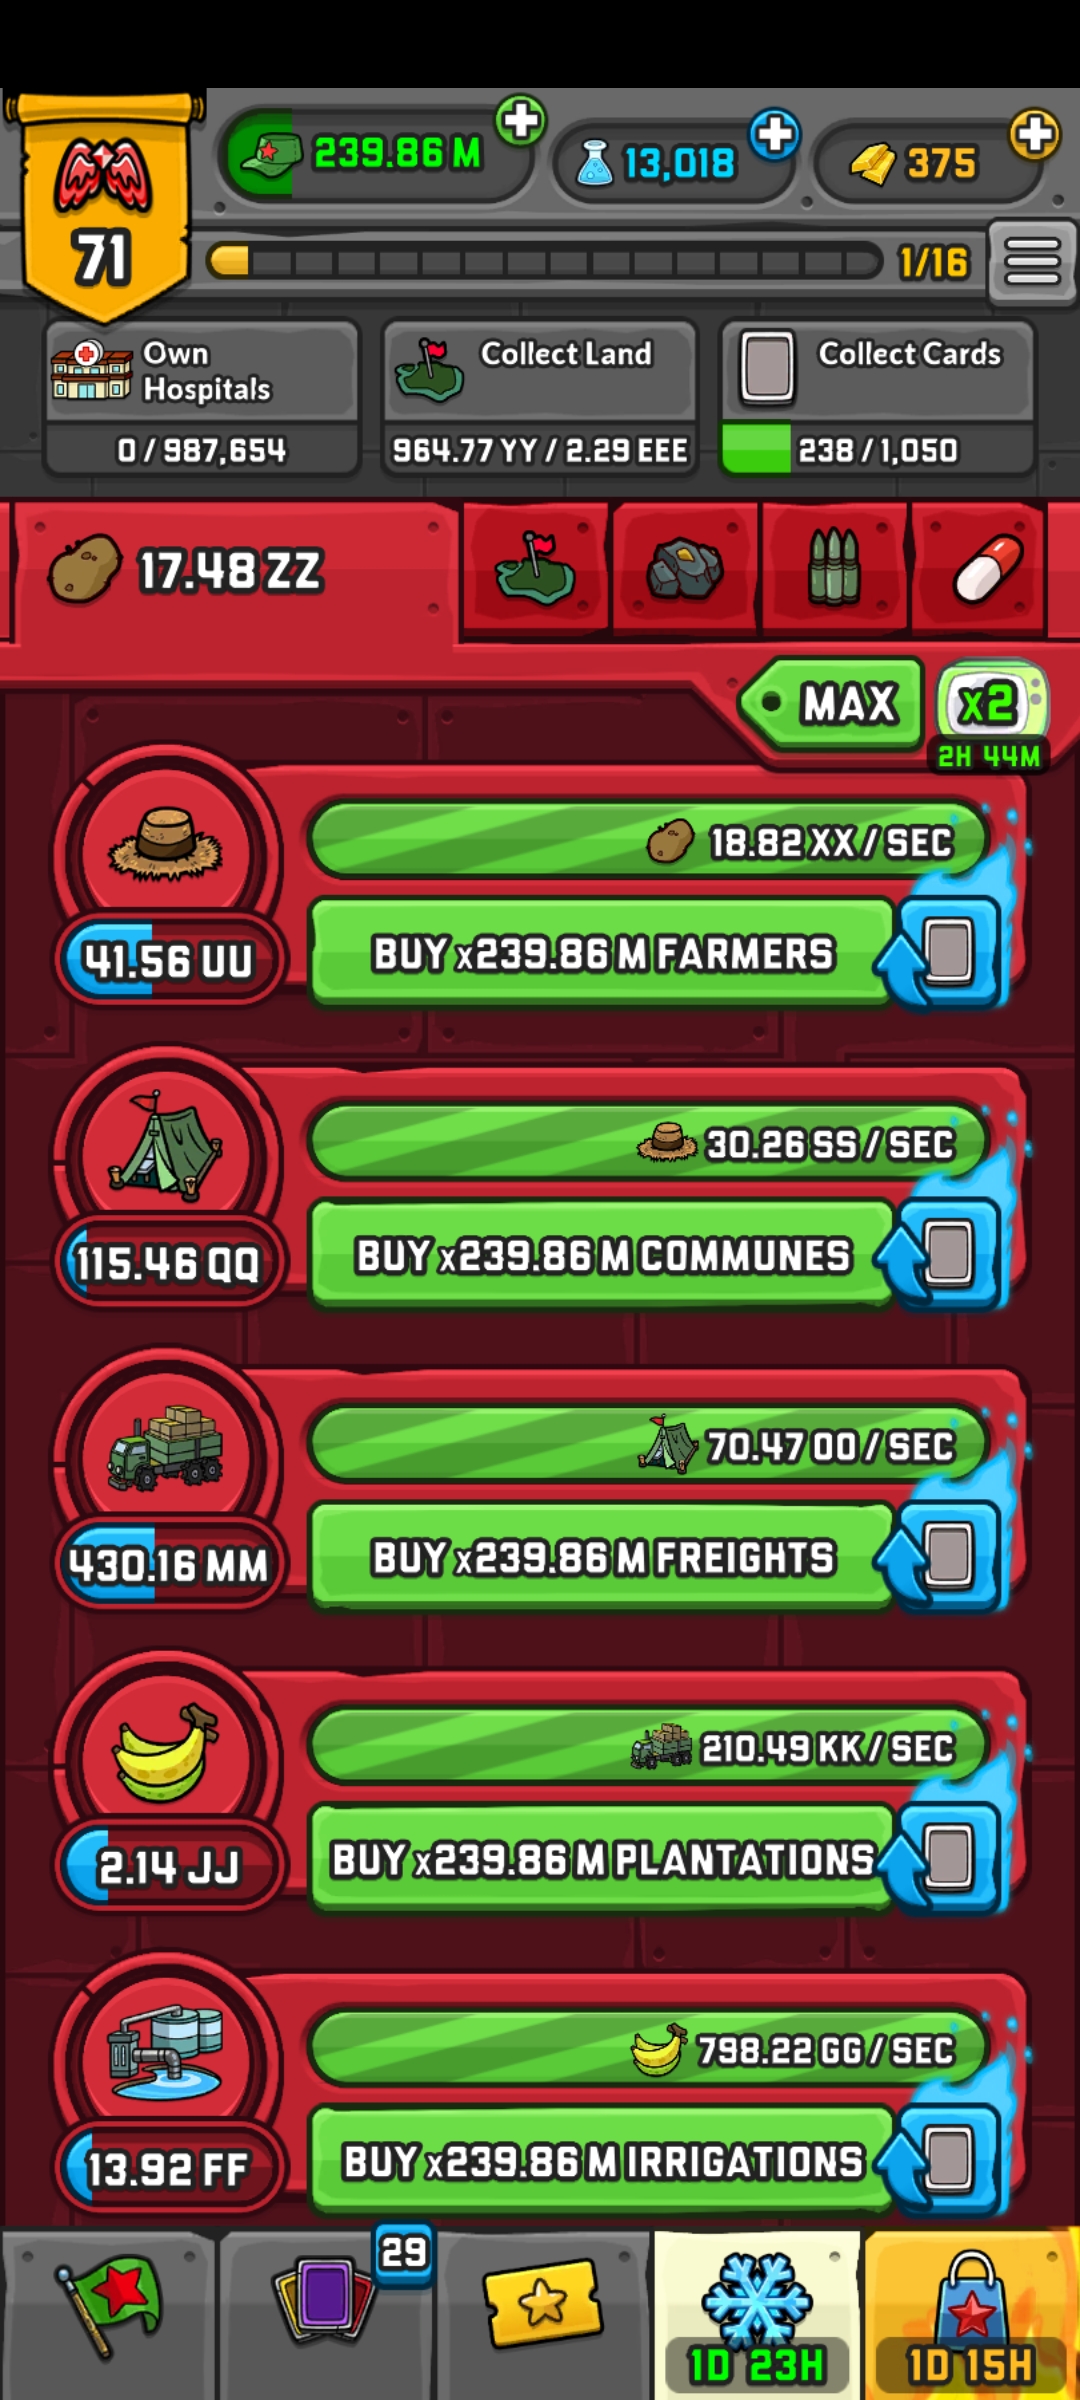 71
239.86 M
13,018
375
1/16
Own
Hospitals
0 / 987,654
Collect Land
964.77 YY / 2.29 EEE
Collect Cards
238 / 1,050
17.48 ZZ
MAX
x2
2H 44M
18.82 XX / SEC
41.56 UU
BUY x239.86 M FARMERS
30.26 SS / SEC
115.46 QQ
BUY x239.86 M COMMUNES
70.47 OO / SEC
430.16 MM
BUY x239.86 M FREIGHTS
210.49 KK / SEC
2.14 JJ
BUY x239.86 M PLANTATIONS
798.22 GG / SEC
13.92 FF
BUY x239.86 M IRRIGATIONS
29
1D 23H
1D 15H